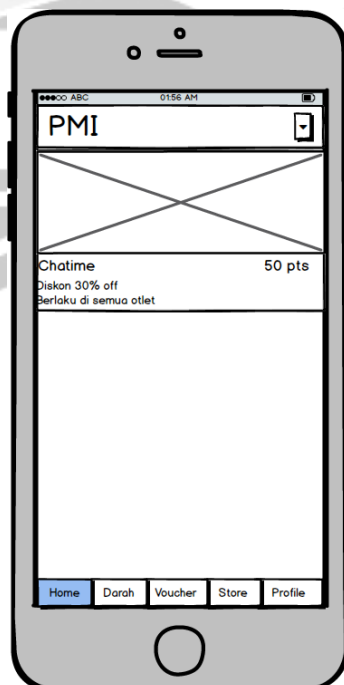 ABC 01:56 AM
PMI
Chatime 50 pts
Diskon 30% off
Berlaku di semua otlet
Home Darah Voucher Store Profile